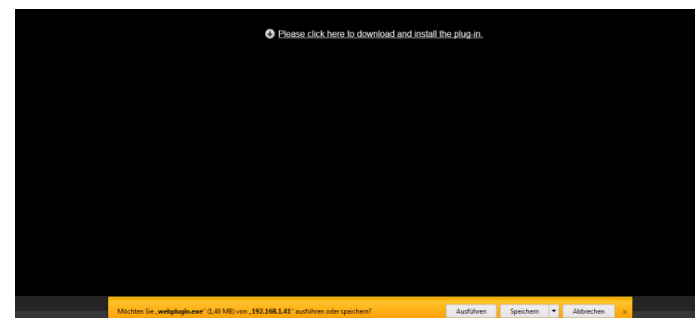 Please click here to download and install the plug-in.
Möchten Sie „webplugin.exe“ (1,40 MB) von „192.168.1.41“ ausführen oder speichern?
Ausführen
Speichern
Abbrechen